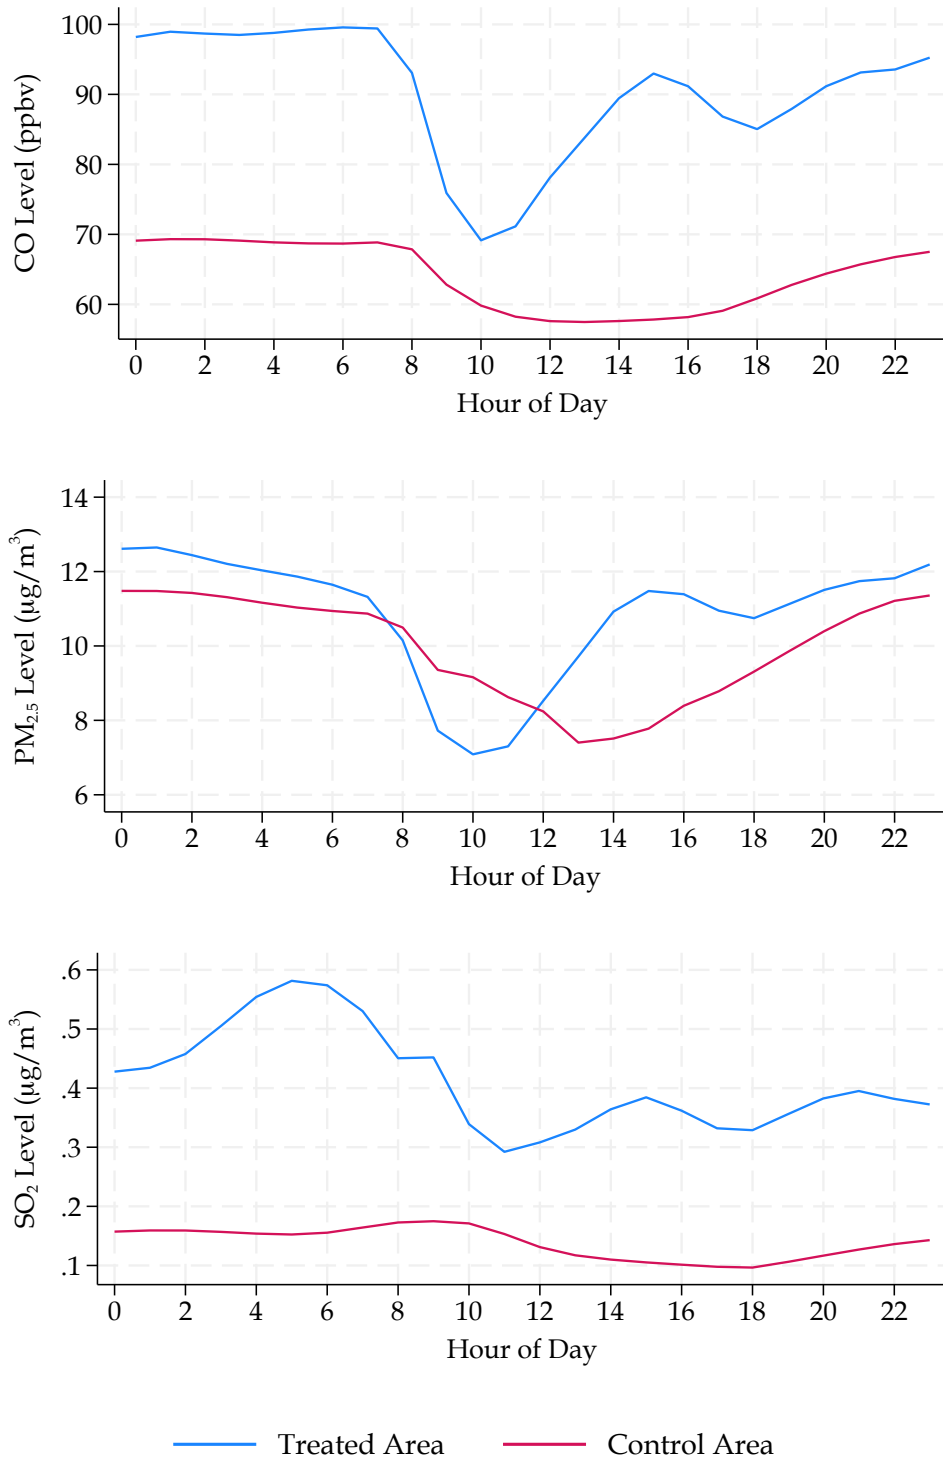 CO Level (ppbv)
100
90
80
70
60
0 2 4 6 8 10 12 14 16 18 20 22
Hour of Day
PM2.5 Level (µg/m³)
14
12
10
8
6
0 2 4 6 8 10 12 14 16 18 20 22
Hour of Day
SO₂ Level (µg/m³)
.6
.5
.4
.3
.2
.1
0 2 4 6 8 10 12 14 16 18 20 22
Hour of Day
Treated Area Control Area